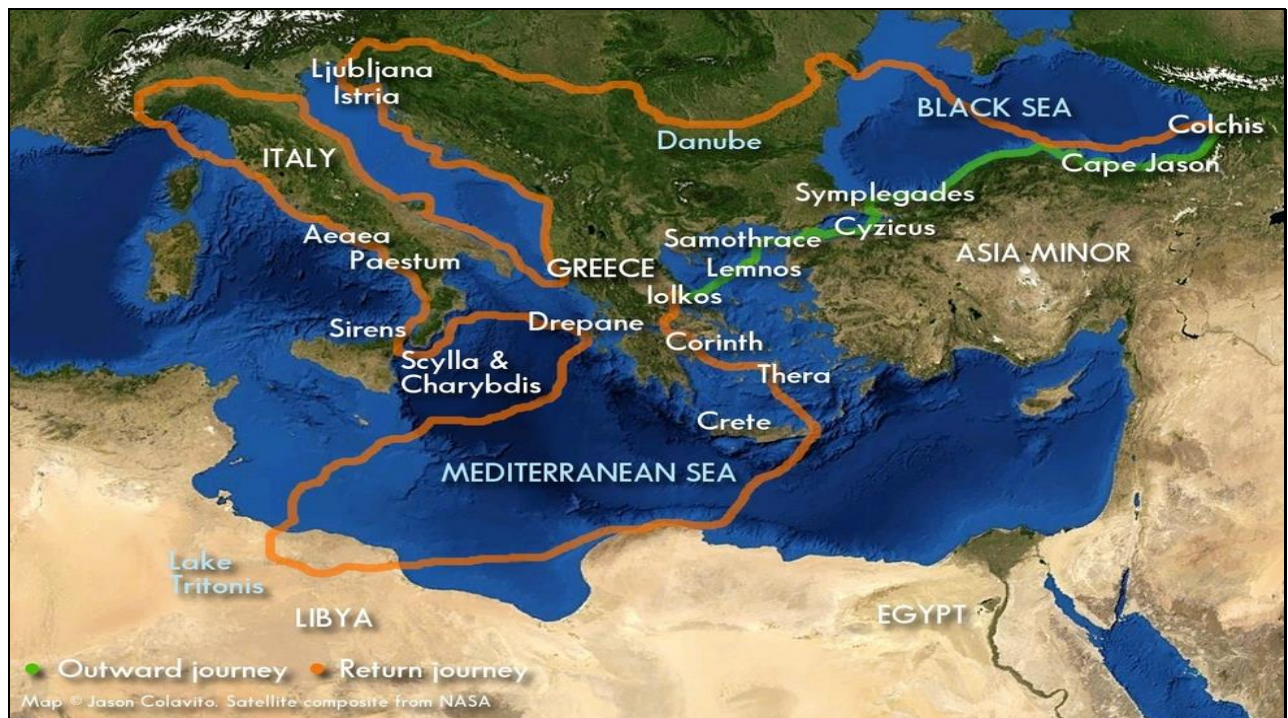 Ljubljana
Istria
BLACK SEA
Colchis
Danube
Cape Jason
ITALY
Symplegades
Cyzicus
Aeaea
Samothrace
Paestum
GREECE
Lemnos
ASIA MINOR
Iolkos
Sirens
Drepane
Corinth
Scylla &
Charybdis
Thera
Crete
MEDITERRANEAN SEA
Lake
Tritonis
LIBYA
EGYPT
Outward journey
Return journey
Map © Jason Colavito. Satellite composite from NASA